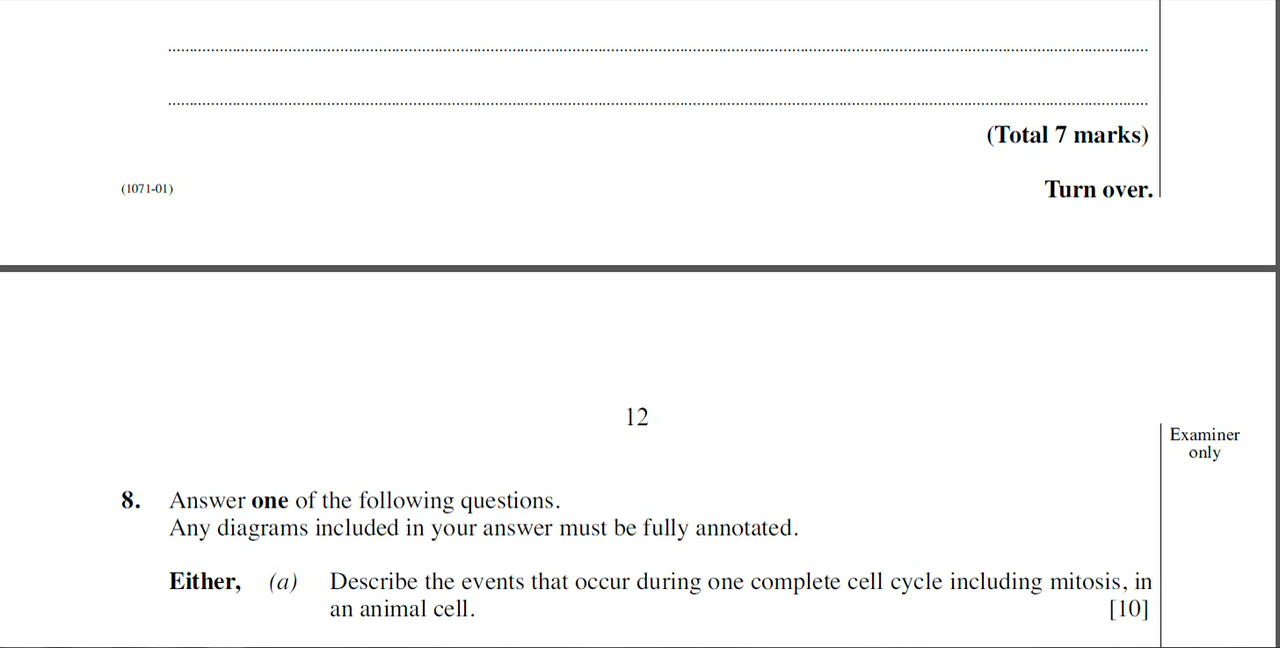 (Total 7 marks)
(1071-01)
Turn over.
12
Examiner
only
8. Answer one of the following questions.
Any diagrams included in your answer must be fully annotated.
Either, (a) Describe the events that occur during one complete cell cycle including mitosis, in
an animal cell. [10]